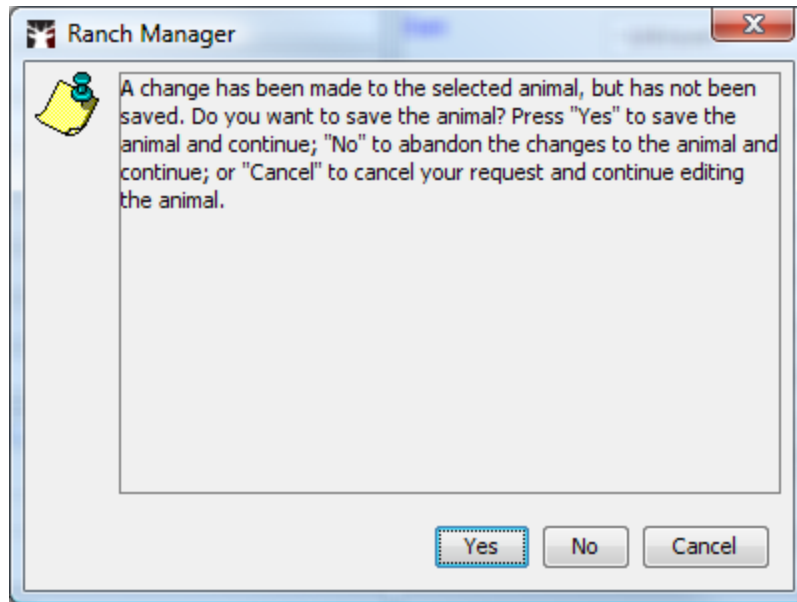 Ranch Manager
A change has been made to the selected animal, but has not been
saved. Do you want to save the animal? Press "Yes" to save the
animal and continue; "No" to abandon the changes to the animal and
continue; or "Cancel" to cancel your request and continue editing
the animal.
Yes No Cancel